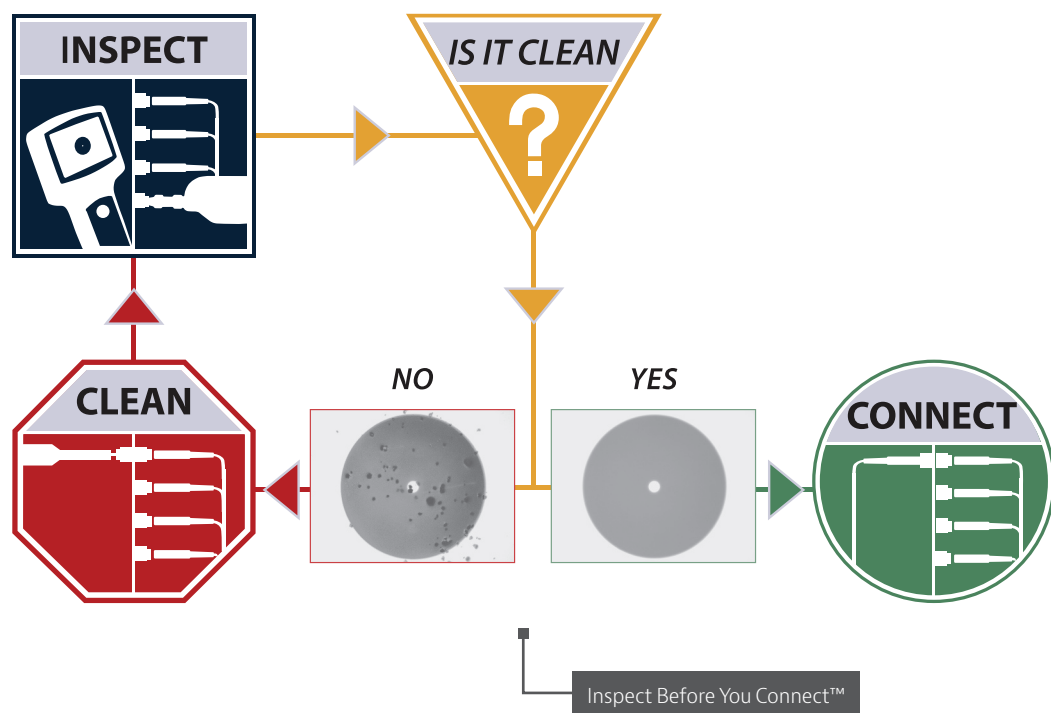 INSPECT
IS IT CLEAN
?
NO
YES
CLEAN
CONNECT
Inspect Before You Connect™